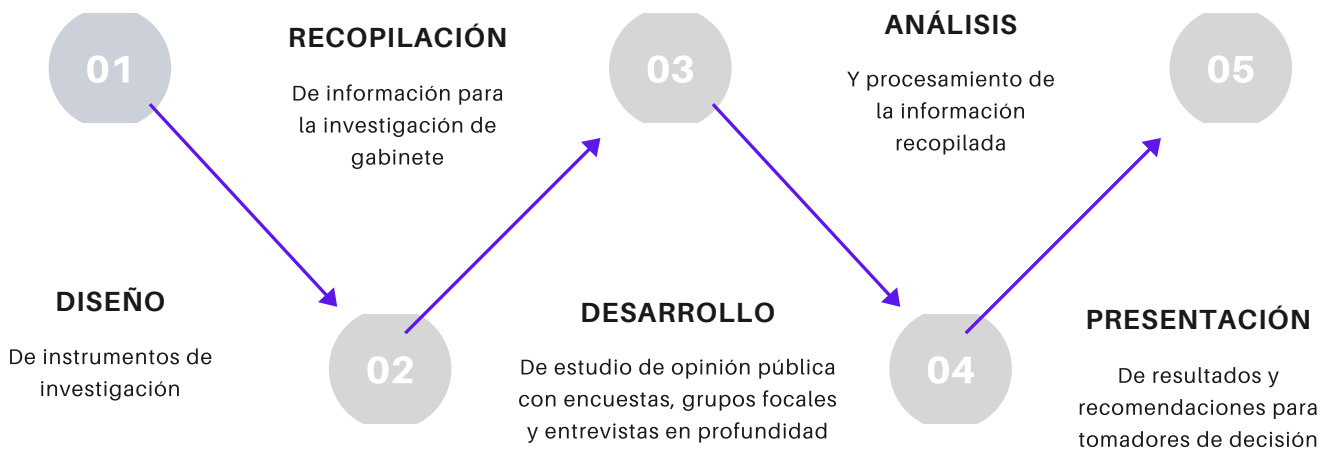 01
DISEÑO
De instrumentos de
investigación
RECOPILACIÓN
De información para
la investigación de
gabinete
02
03
DESARROLLO
De estudio de opinión pública
con encuestas, grupos focales
y entrevistas en profundidad
ANÁLISIS
Y procesamiento de
la información
recopilada
04
05
PRESENTACIÓN
De resultados y
recomendaciones para
tomadores de decisión